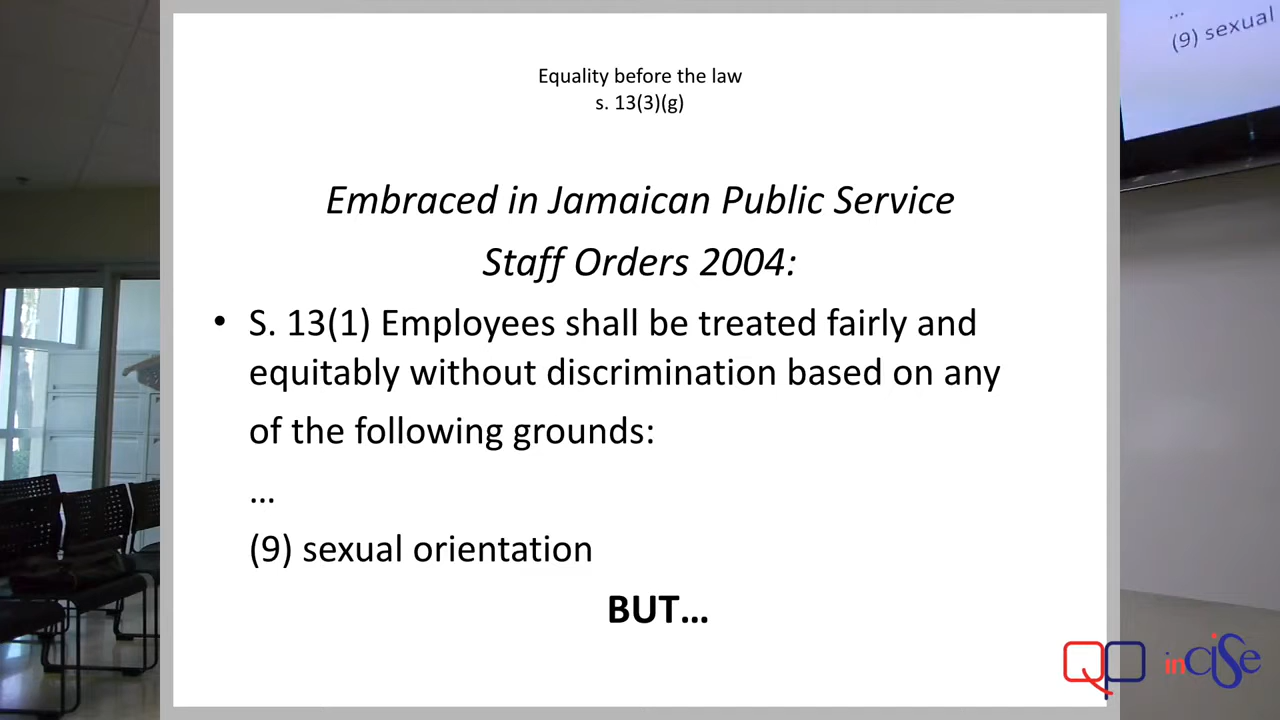 Equality before the law
s. 13(3)(g)
Embraced in Jamaican Public Service
Staff Orders 2004:
• S. 13(1) Employees shall be treated fairly and
equitably without discrimination based on any
of the following grounds:
...
(9) sexual orientation
BUT...
...
(9) sexual
QP inCiSe